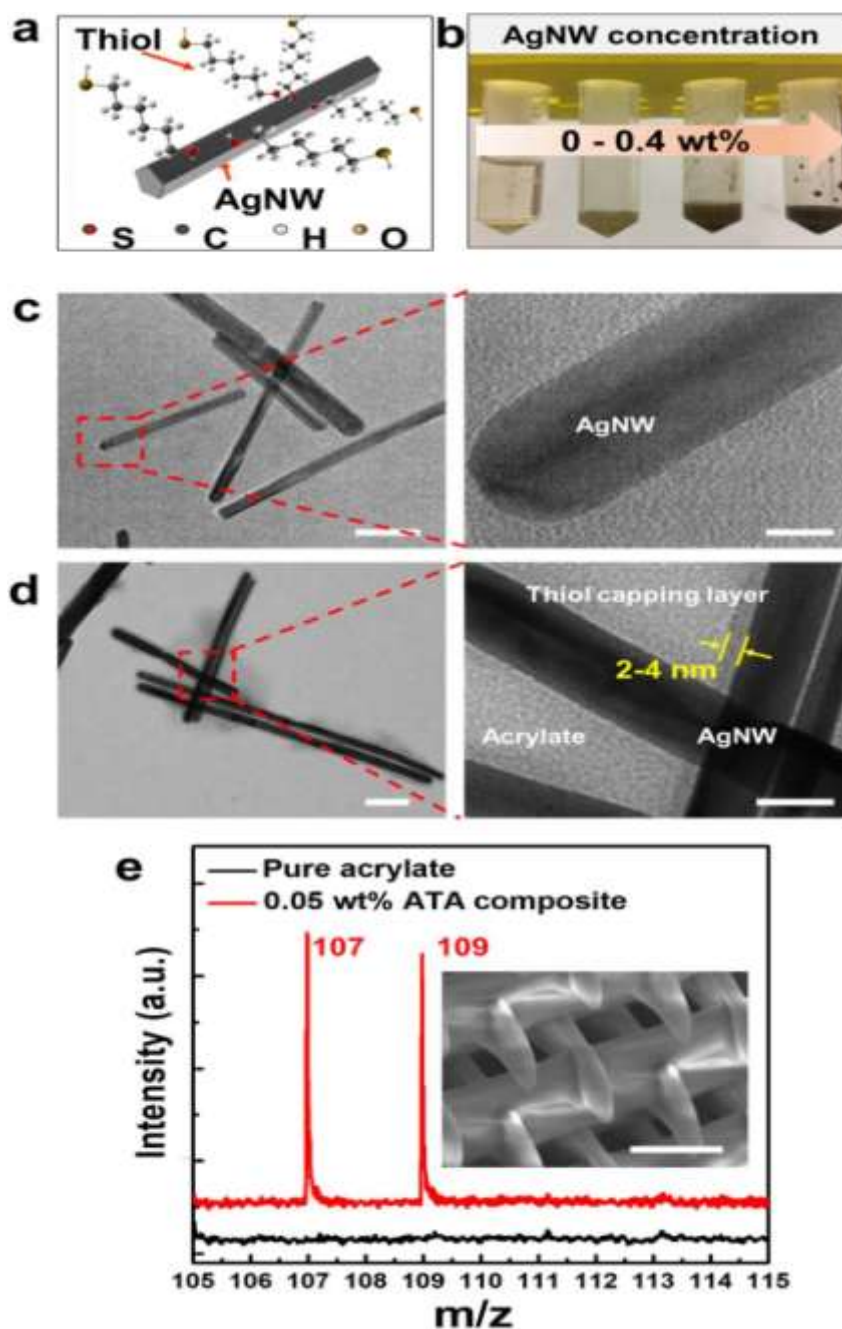 a
Thiol
AgNW
S C H O
b
AgNW concentration
0 - 0.4 wt%
c
AgNW
d
Thiol capping layer
2-4 nm
Acrylate
AgNW
e
Pure acrylate
0.05 wt% ATA composite
107 109
Intensity (a.u.)
105 106 107 108 109 110 111 112 113 114 115
m/z